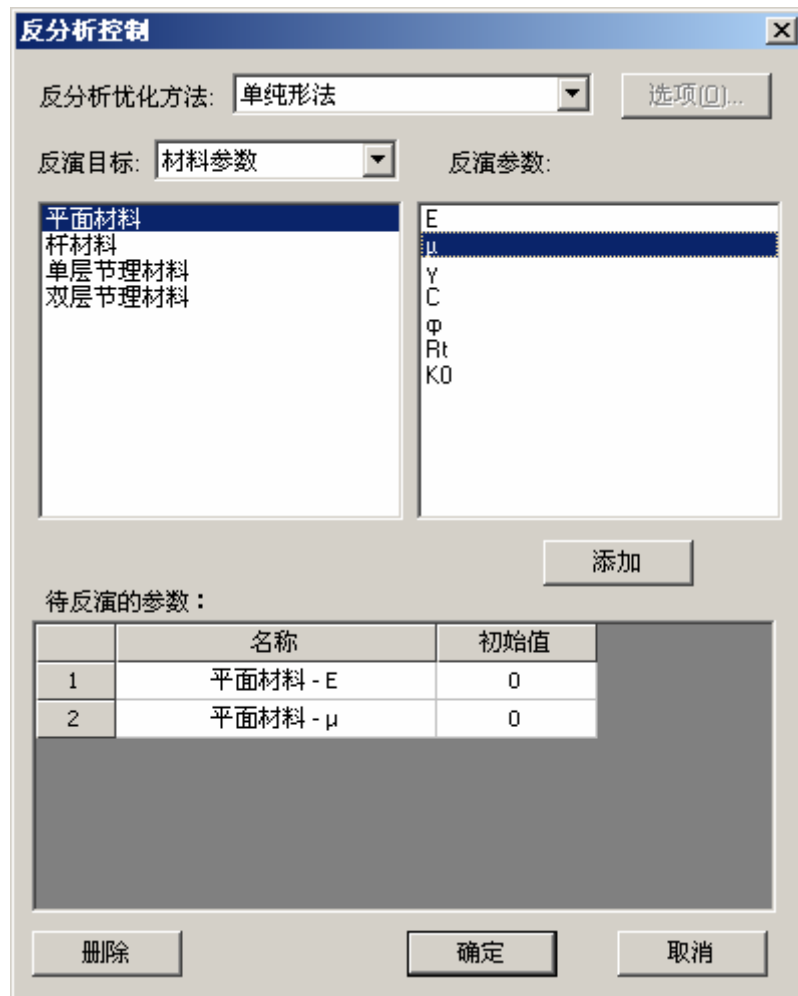 反分析控制
反分析优化方法: 单纯形法 选项(O)...
反演目标: 材料参数 反演参数:
平面材料
杆材料
单层节理材料
双层节理材料
E
μ
γ
C
φ
Rt
K0
添加
待反演的参数：
名称 初始值
1 平面材料 - E 0
2 平面材料 - μ 0
删除 确定 取消